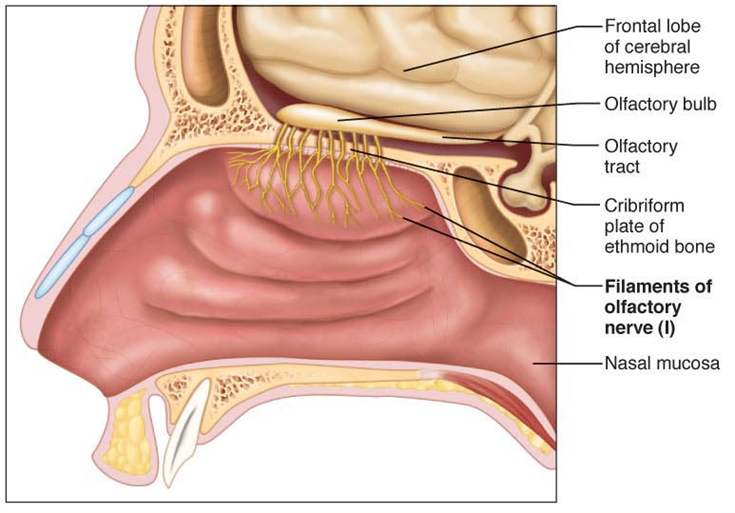 Frontal lobe
of cerebral
hemisphere
Olfactory bulb
Olfactory
tract
Cribriform
plate of
ethmoid bone
Filaments of
olfactory
nerve (I)
Nasal mucosa